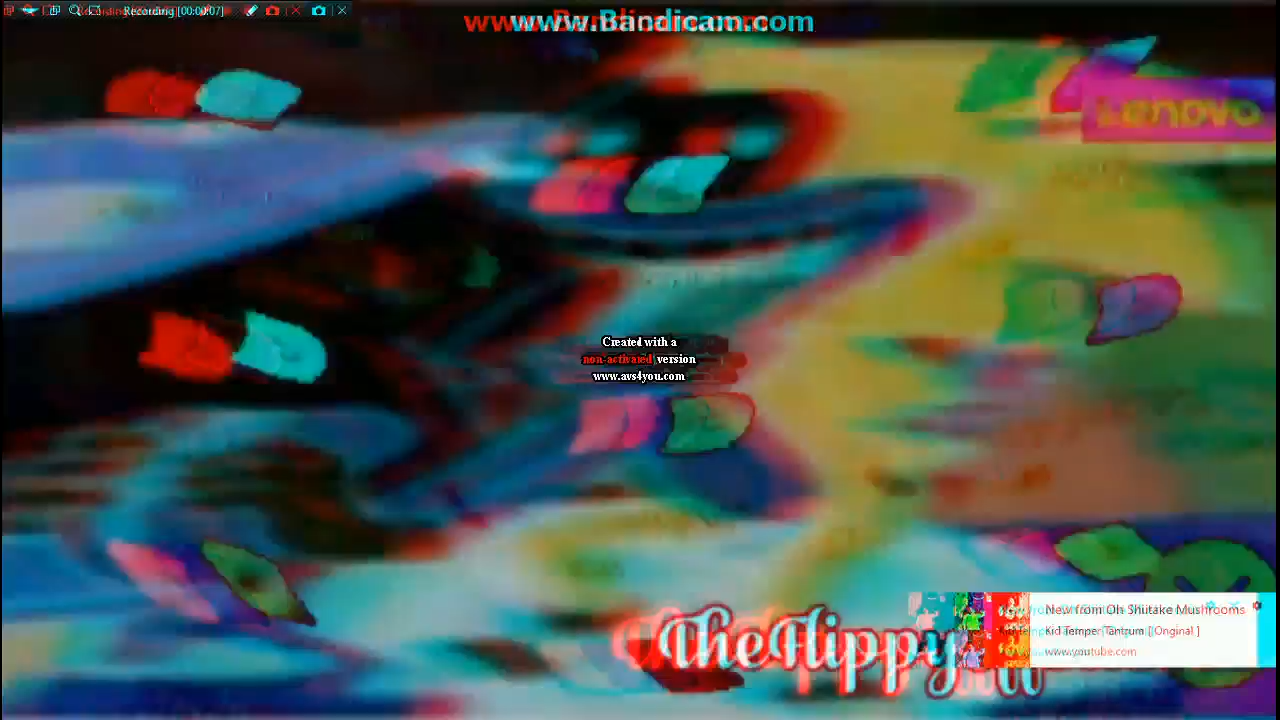 Recording [00:00:07]
www.Bandicam.com
Lenovo
Created with a
non-activated version
www.avs4you.com
New from Oh Shiitake Mushrooms
Kid Temper Tantrum [Original]
www.youtube.com
TheFlippy